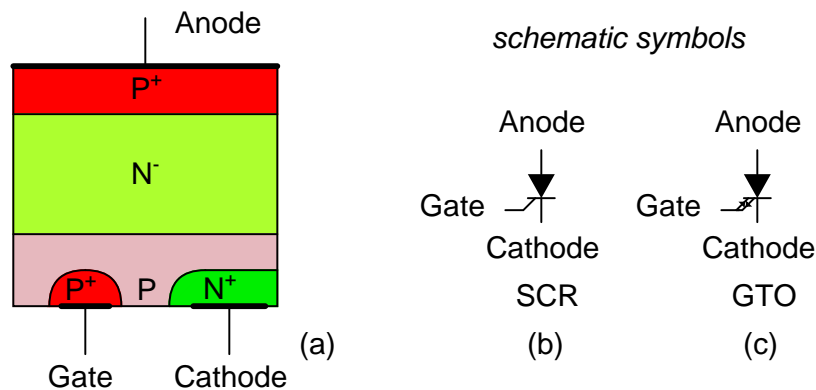 Anode
P+
N-
P+
P
N+
Gate
Cathode
(a)
schematic symbols
Anode
Gate
Cathode
SCR
(b)
Anode
Gate
Cathode
GTO
(c)